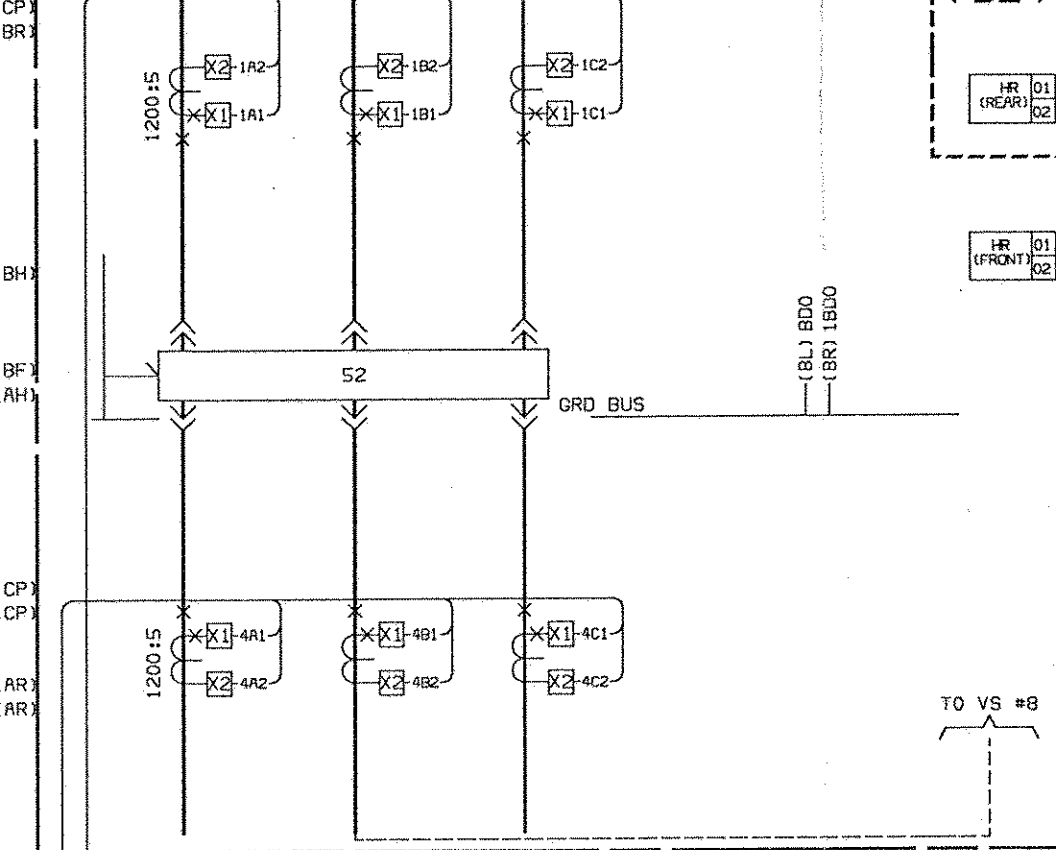 CP)
BR)
X2-1A2
X2-1B2
X2-1C2
1200:5
X1-1A1
X1-1B1
X1-1C1
HR
(REAR)
01
02
BH)
HR
(FRONT)
01
02
(BL) BDO
(BR) 1BDO
BF)
AH)
52
GRD BUS
CP)
CP)
1200:5
X1-4A1
X1-4B1
X1-4C1
X2-4A2
X2-4B2
X2-4C2
AR)
AR)
TO VS #8